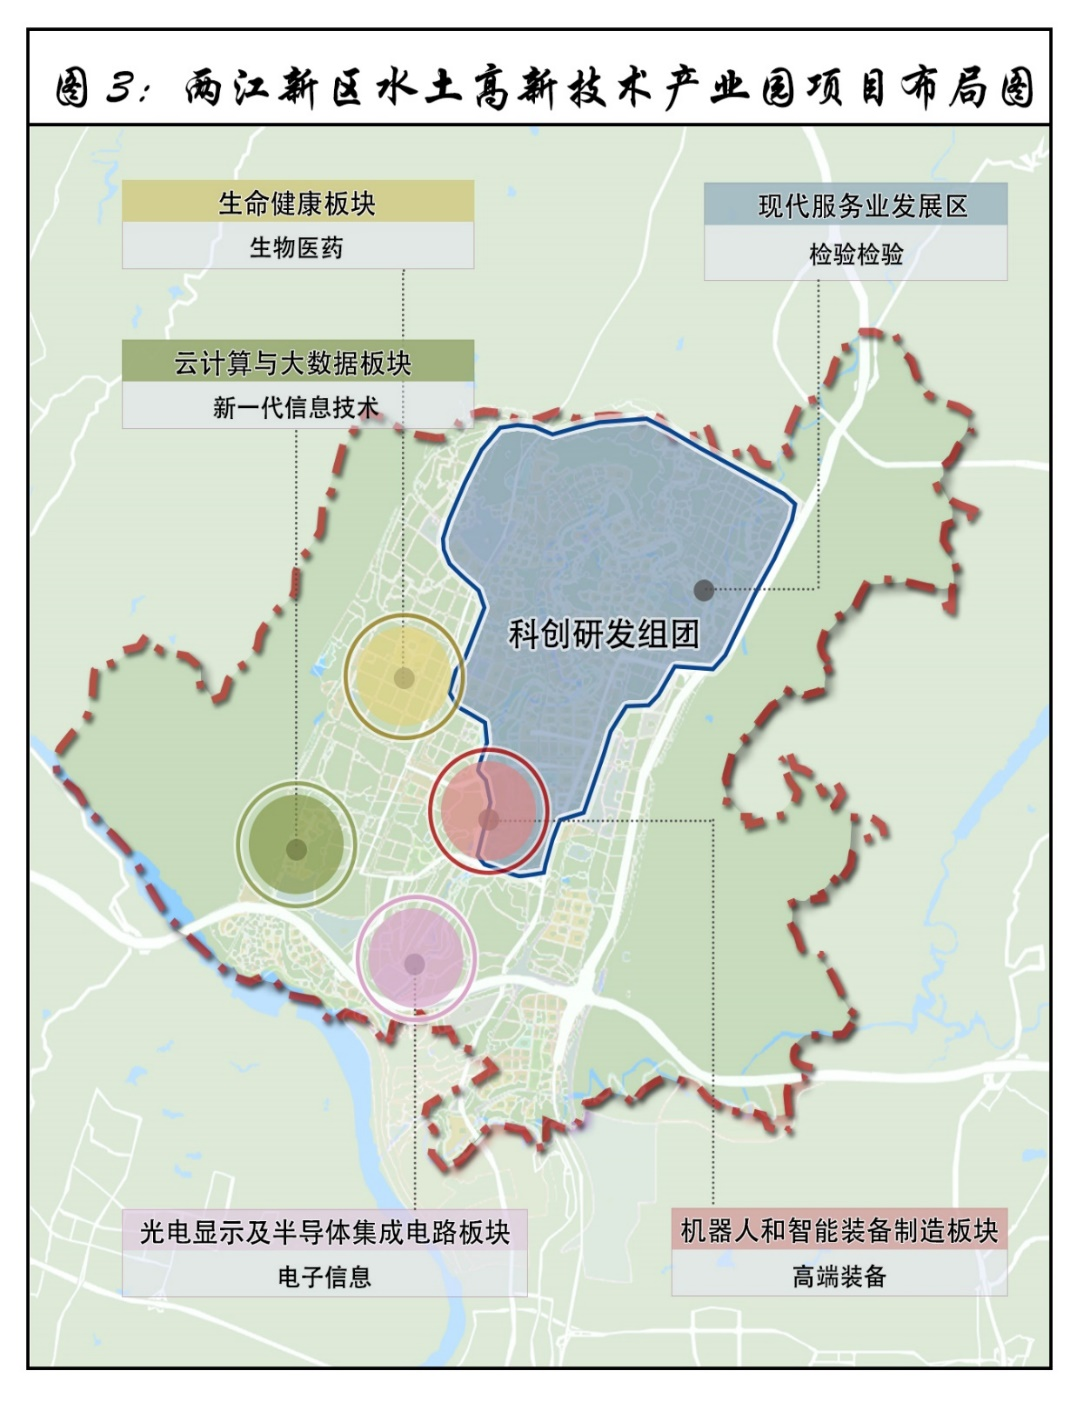 图3：两江新区水土高新技术产业园项目布局图
生命健康板块
生物医药
现代服务业发展区
检验检验
云计算与大数据板块
新一代信息技术
科创研发组团
光电显示及半导体集成电路板块
电子信息
机器人和智能装备制造板块
高端装备